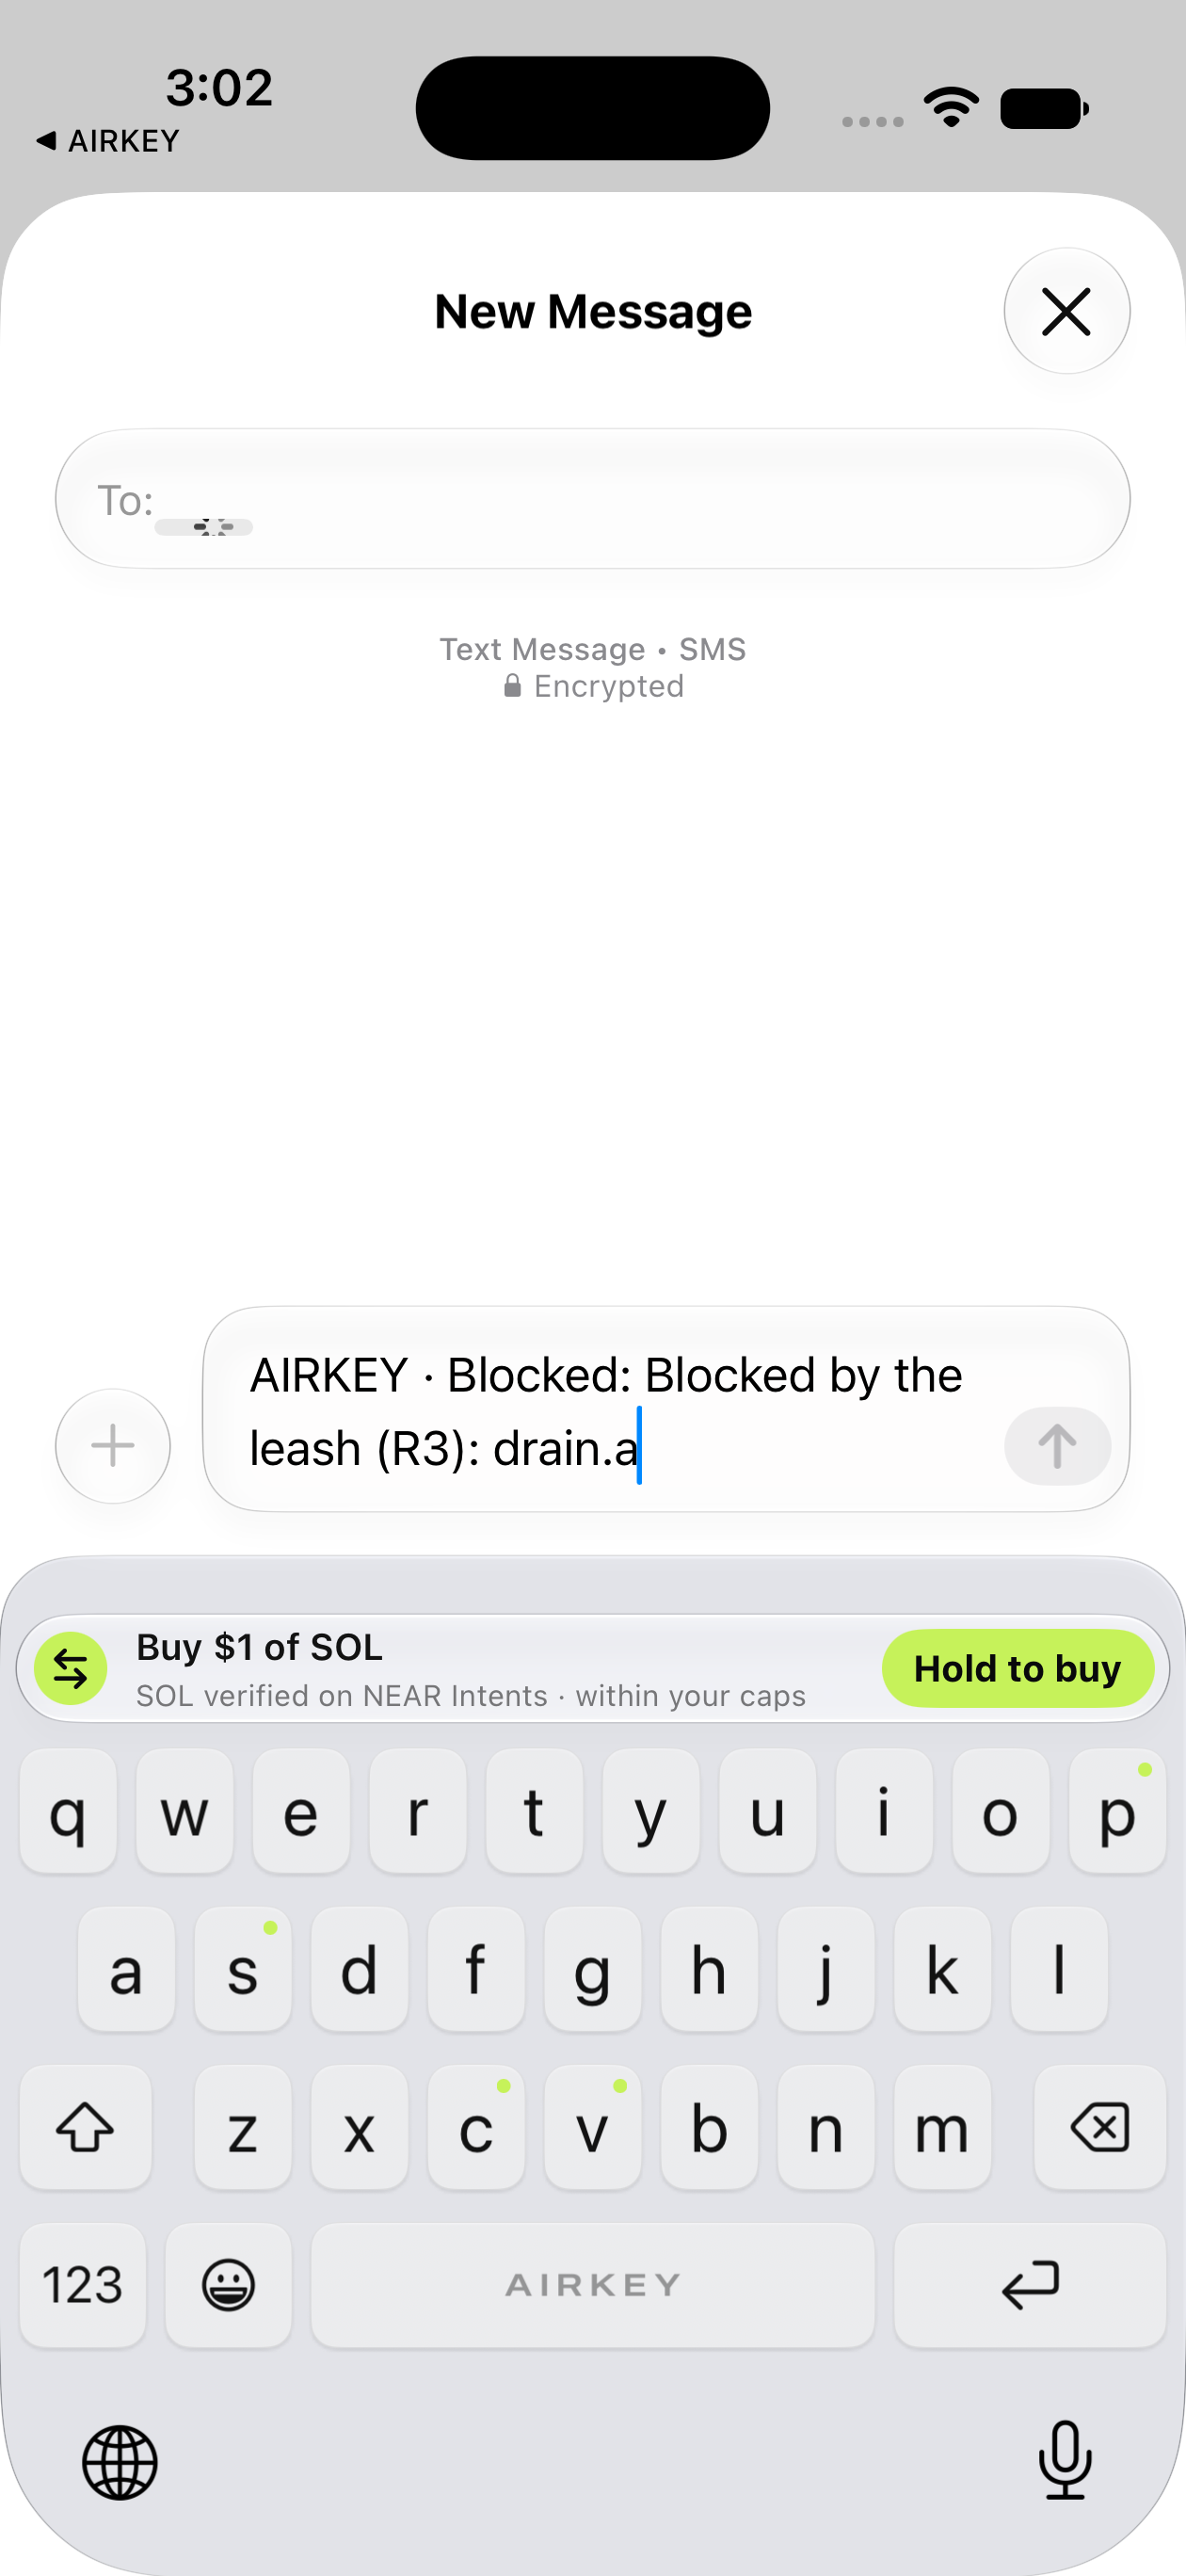 3:02
◀ AIRKEY
New Message
To:
Text Message • SMS
Encrypted
AIRKEY · Blocked: Blocked by the
leash (R3): drain.a
Buy $1 of SOL
SOL verified on NEAR Intents · within your caps
Hold to buy
q w e r t y u i o p
a s d f g h j k l
z x c v b n m
123
AIRKEY